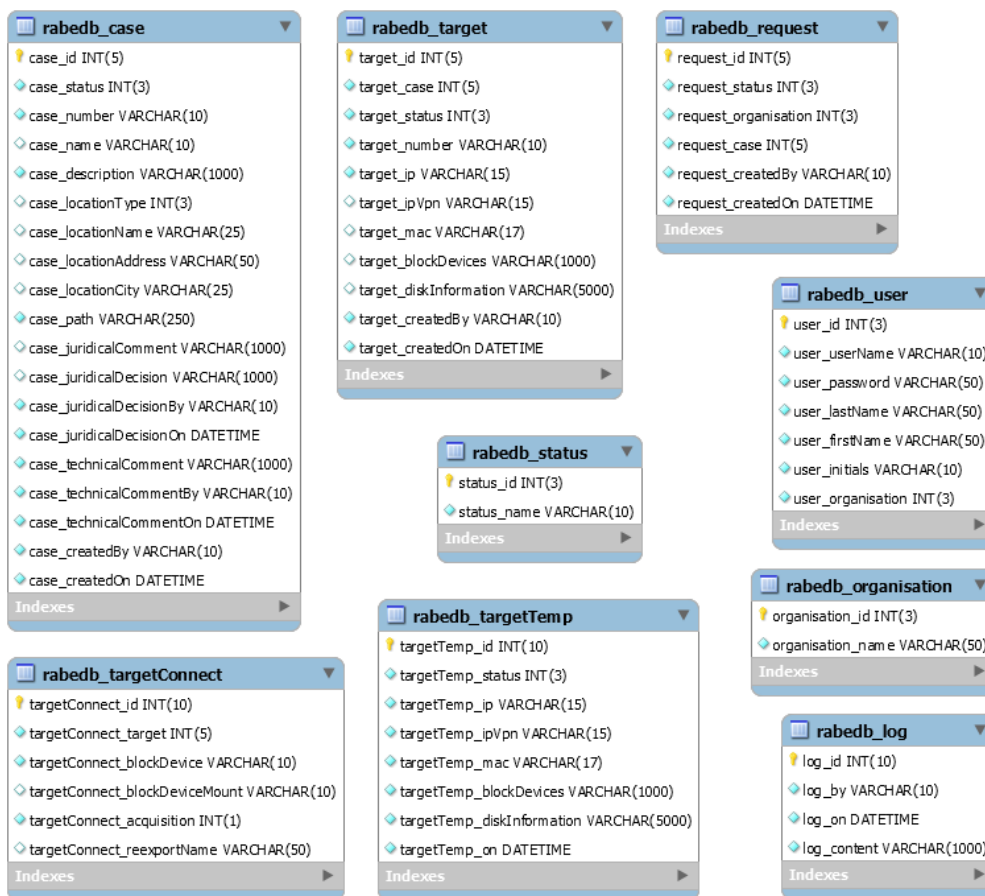 rabedb_case
case_id INT(5)
case_status INT(3)
case_number VARCHAR(10)
case_name VARCHAR(10)
case_description VARCHAR(1000)
case_locationType INT(3)
case_locationName VARCHAR(25)
case_locationAddress VARCHAR(50)
case_locationCity VARCHAR(25)
case_path VARCHAR(250)
case_juridicalComment VARCHAR(1000)
case_juridicalDecision VARCHAR(1000)
case_juridicalDecisionBy VARCHAR(10)
case_juridicalDecisionOn DATETIME
case_technicalComment VARCHAR(1000)
case_technicalCommentBy VARCHAR(10)
case_technicalCommentOn DATETIME
case_createdBy VARCHAR(10)
case_createdOn DATETIME
Indexes
rabedb_target
target_id INT(5)
target_case INT(5)
target_status INT(3)
target_number VARCHAR(10)
target_ip VARCHAR(15)
target_ipVpn VARCHAR(15)
target_mac VARCHAR(17)
target_blockDevices VARCHAR(1000)
target_diskInformation VARCHAR(5000)
target_createdBy VARCHAR(10)
target_createdOn DATETIME
Indexes
rabedb_request
request_id INT(5)
request_status INT(3)
request_organisation INT(3)
request_case INT(5)
request_createdBy VARCHAR(10)
request_createdOn DATETIME
Indexes
rabedb_user
user_id INT(3)
user_userName VARCHAR(10)
user_password VARCHAR(50)
user_lastName VARCHAR(50)
user_firstName VARCHAR(50)
user_initials VARCHAR(10)
user_organisation INT(3)
Indexes
rabedb_status
status_id INT(3)
status_name VARCHAR(10)
Indexes
rabedb_organisation
organisation_id INT(3)
organisation_name VARCHAR(50)
Indexes
rabedb_targetConnect
targetConnect_id INT(10)
targetConnect_target INT(5)
targetConnect_blockDevice VARCHAR(10)
targetConnect_blockDeviceMount VARCHAR(10)
targetConnect_acquisition INT(1)
targetConnect_reexportName VARCHAR(50)
Indexes
rabedb_targetTemp
targetTemp_id INT(10)
targetTemp_status INT(3)
targetTemp_ip VARCHAR(15)
targetTemp_ipVpn VARCHAR(15)
targetTemp_mac VARCHAR(17)
targetTemp_blockDevices VARCHAR(1000)
targetTemp_diskInformation VARCHAR(5000)
targetTemp_on DATETIME
Indexes
rabedb_log
log_id INT(10)
log_by VARCHAR(10)
log_on DATETIME
log_content VARCHAR(1000)
Indexes